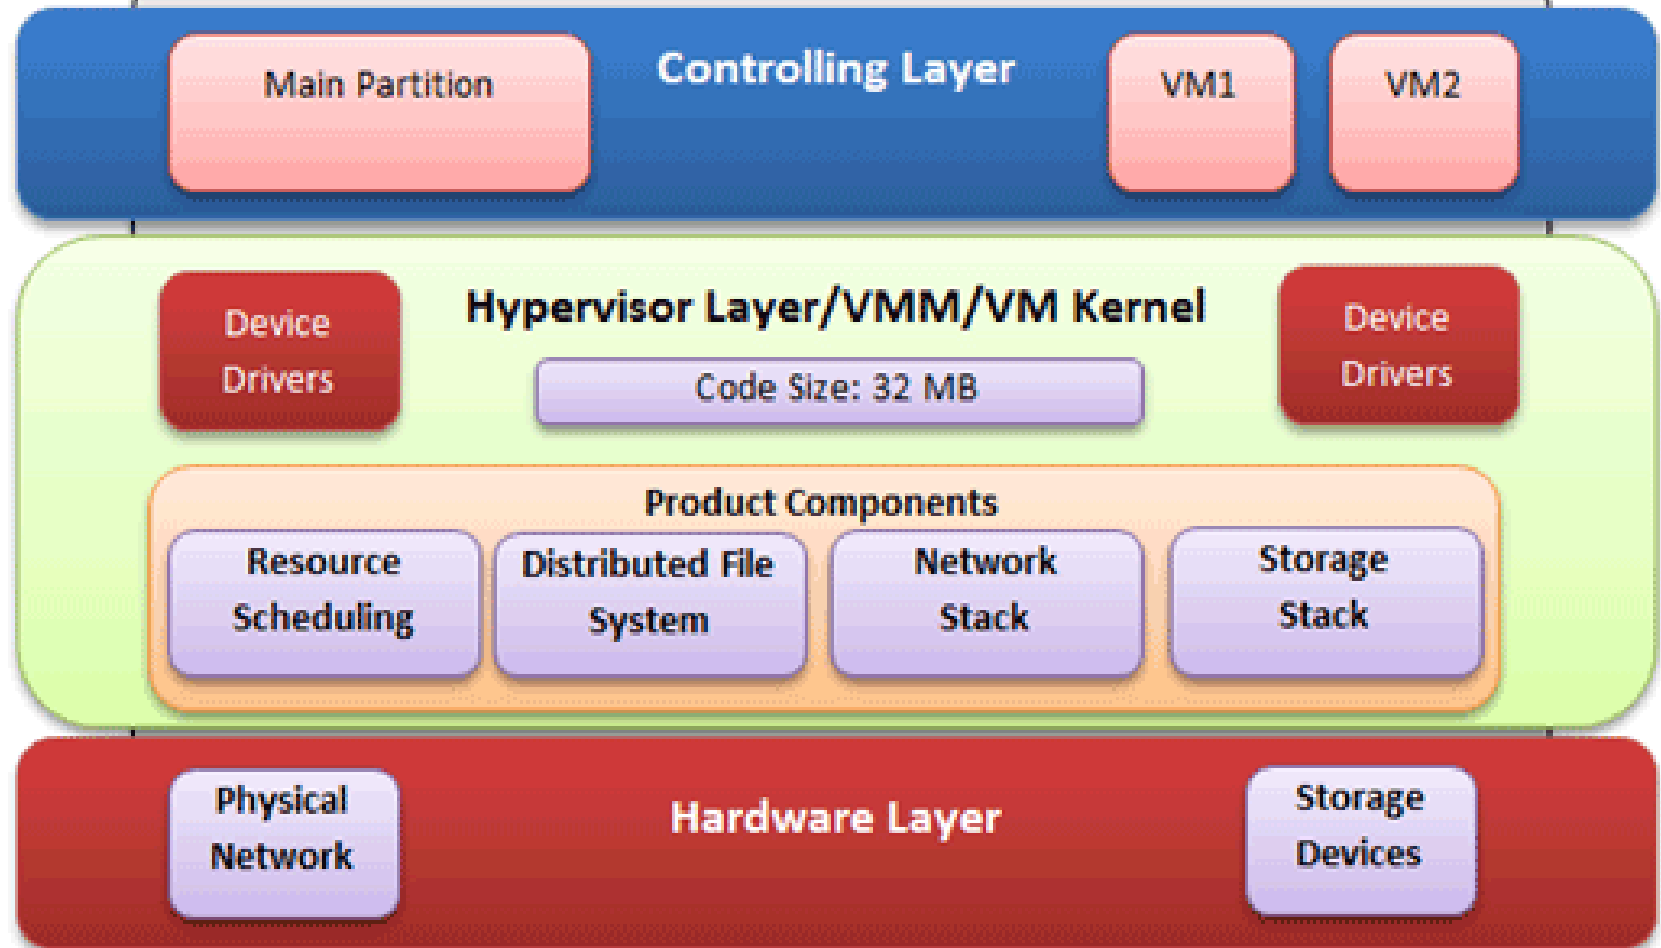 Main Partition
Controlling Layer
VM1
VM2
Device
Drivers
Hypervisor Layer/VMM/VM Kernel
Code Size: 32 MB
Device
Drivers
Product Components
Resource
Scheduling
Distributed File
System
Network
Stack
Storage
Stack
Physical
Network
Hardware Layer
Storage
Devices